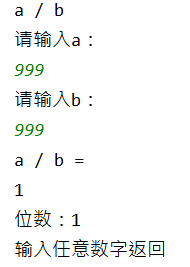 a / b
请输入a：
999
请输入b：
999
a / b =
1
位数：1
输入任意数字返回